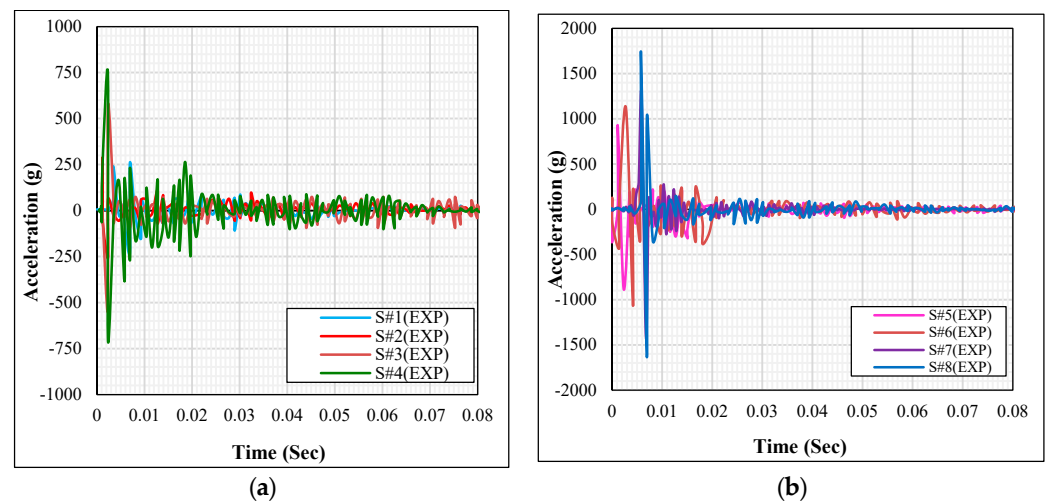 1000
750
500
250
0
-250
-500
-750
-1000
Acceleration (g)
S#1(EXP)
S#2(EXP)
S#3(EXP)
S#4(EXP)
0 0.01 0.02 0.03 0.04 0.05 0.06 0.07 0.08
Time (Sec)
(a)
2000
1500
1000
500
0
-500
-1000
-1500
-2000
Acceleration (g)
S#5(EXP)
S#6(EXP)
S#7(EXP)
S#8(EXP)
0 0.01 0.02 0.03 0.04 0.05 0.06 0.07 0.08
Time (Sec)
(b)